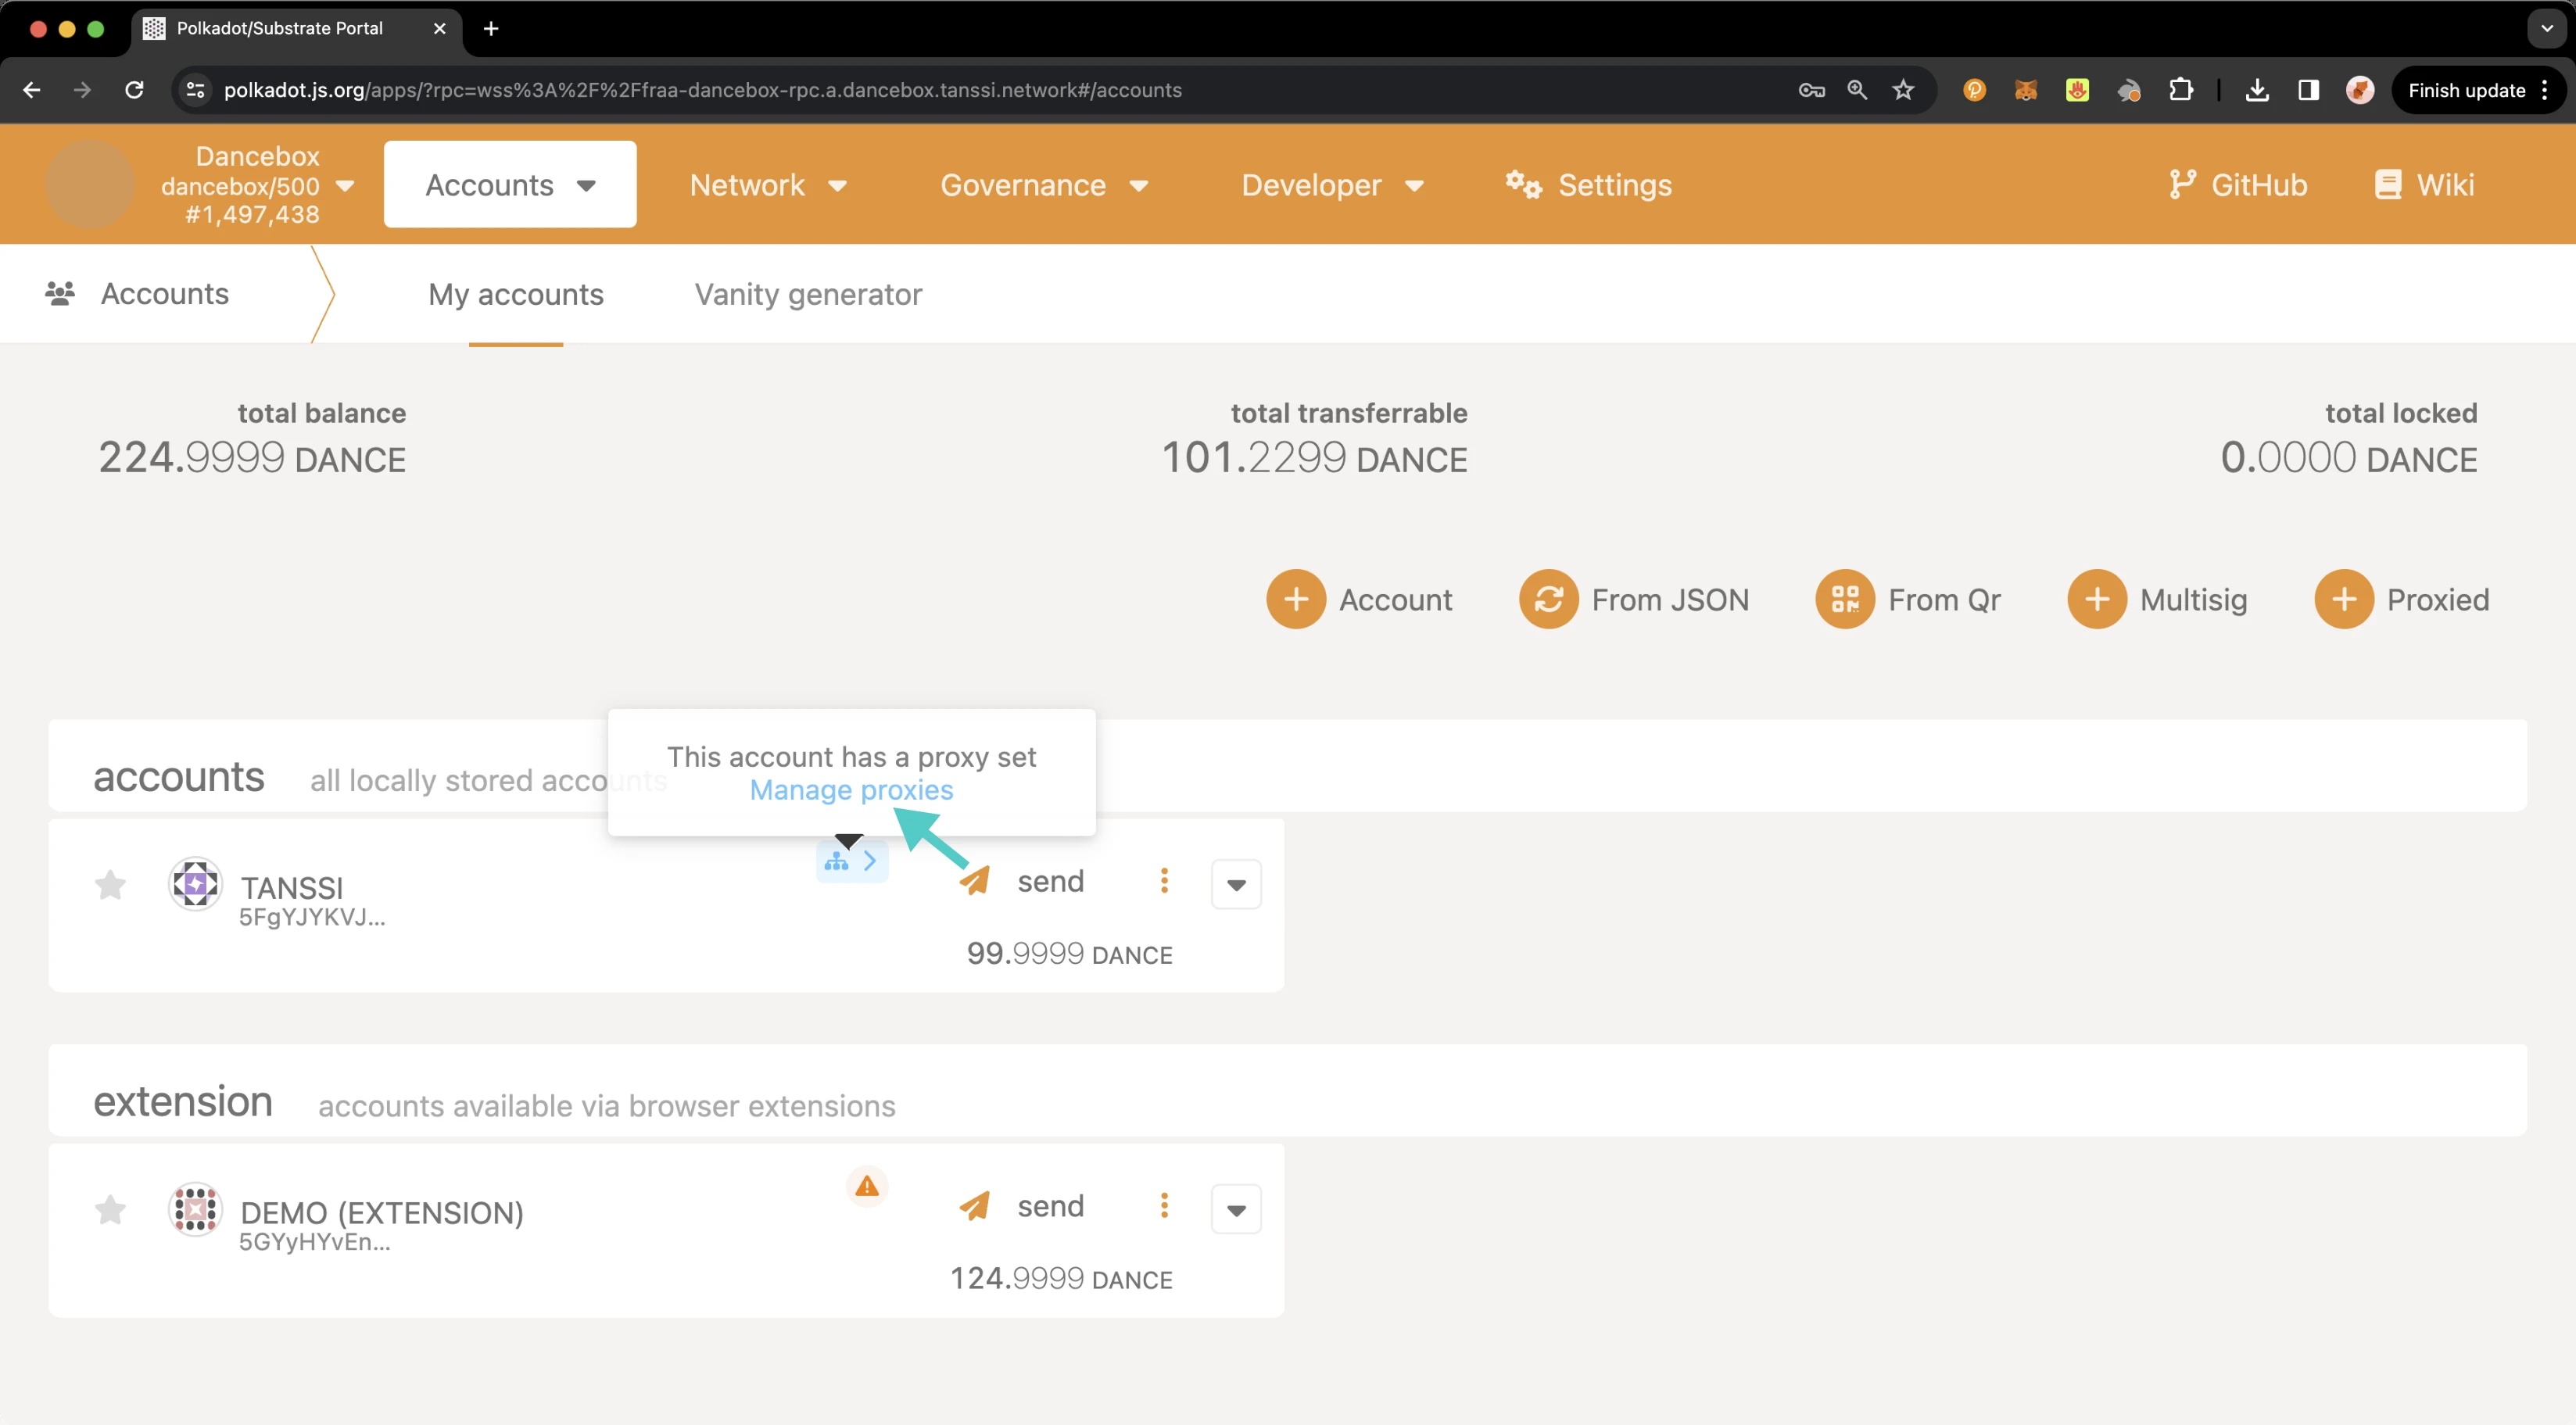 Polkadot/Substrate Portal
polkadot.js.org/apps/?rpc=wss%3A%2F%2Ffraa-dancebox-rpc.a.dancebox.tanssi.network#/accounts
Finish update
Dancebox
dancebox/500
#1,497,438
Accounts
Network
Governance
Developer
Settings
GitHub
Wiki
Accounts
My accounts
Vanity generator
total balance
224.9999 DANCE
total transferrable
101.2299 DANCE
total locked
0.0000 DANCE
Account
From JSON
From Qr
Multisig
Proxied
This account has a proxy set
Manage proxies
accounts all locally stored accounts
TANSSI
5FgYJYKVJ...
send
99.9999 DANCE
extension accounts available via browser extensions
DEMO (EXTENSION)
5GYyHYvEn...
send
124.9999 DANCE